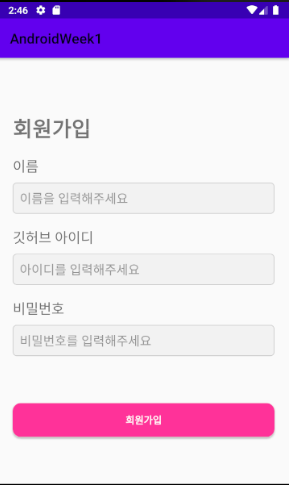 2:46
AndroidWeek1
회원가입
이름
이름을 입력해주세요
깃허브 아이디
아이디를 입력해주세요
비밀번호
비밀번호를 입력해주세요
회원가입